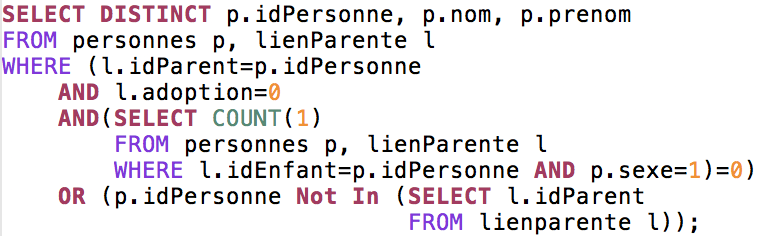 SELECT DISTINCT p.idPersonne, p.nom, p.prenom
FROM personnes p, lienParente l
WHERE (l.idParent=p.idPersonne
    AND l.adoption=0
    AND(SELECT COUNT(1)
        FROM personnes p, lienParente l
        WHERE l.idEnfant=p.idPersonne AND p.sexe=1)=0)
    OR (p.idPersonne Not In (SELECT l.idParent
                             FROM lienparente l));